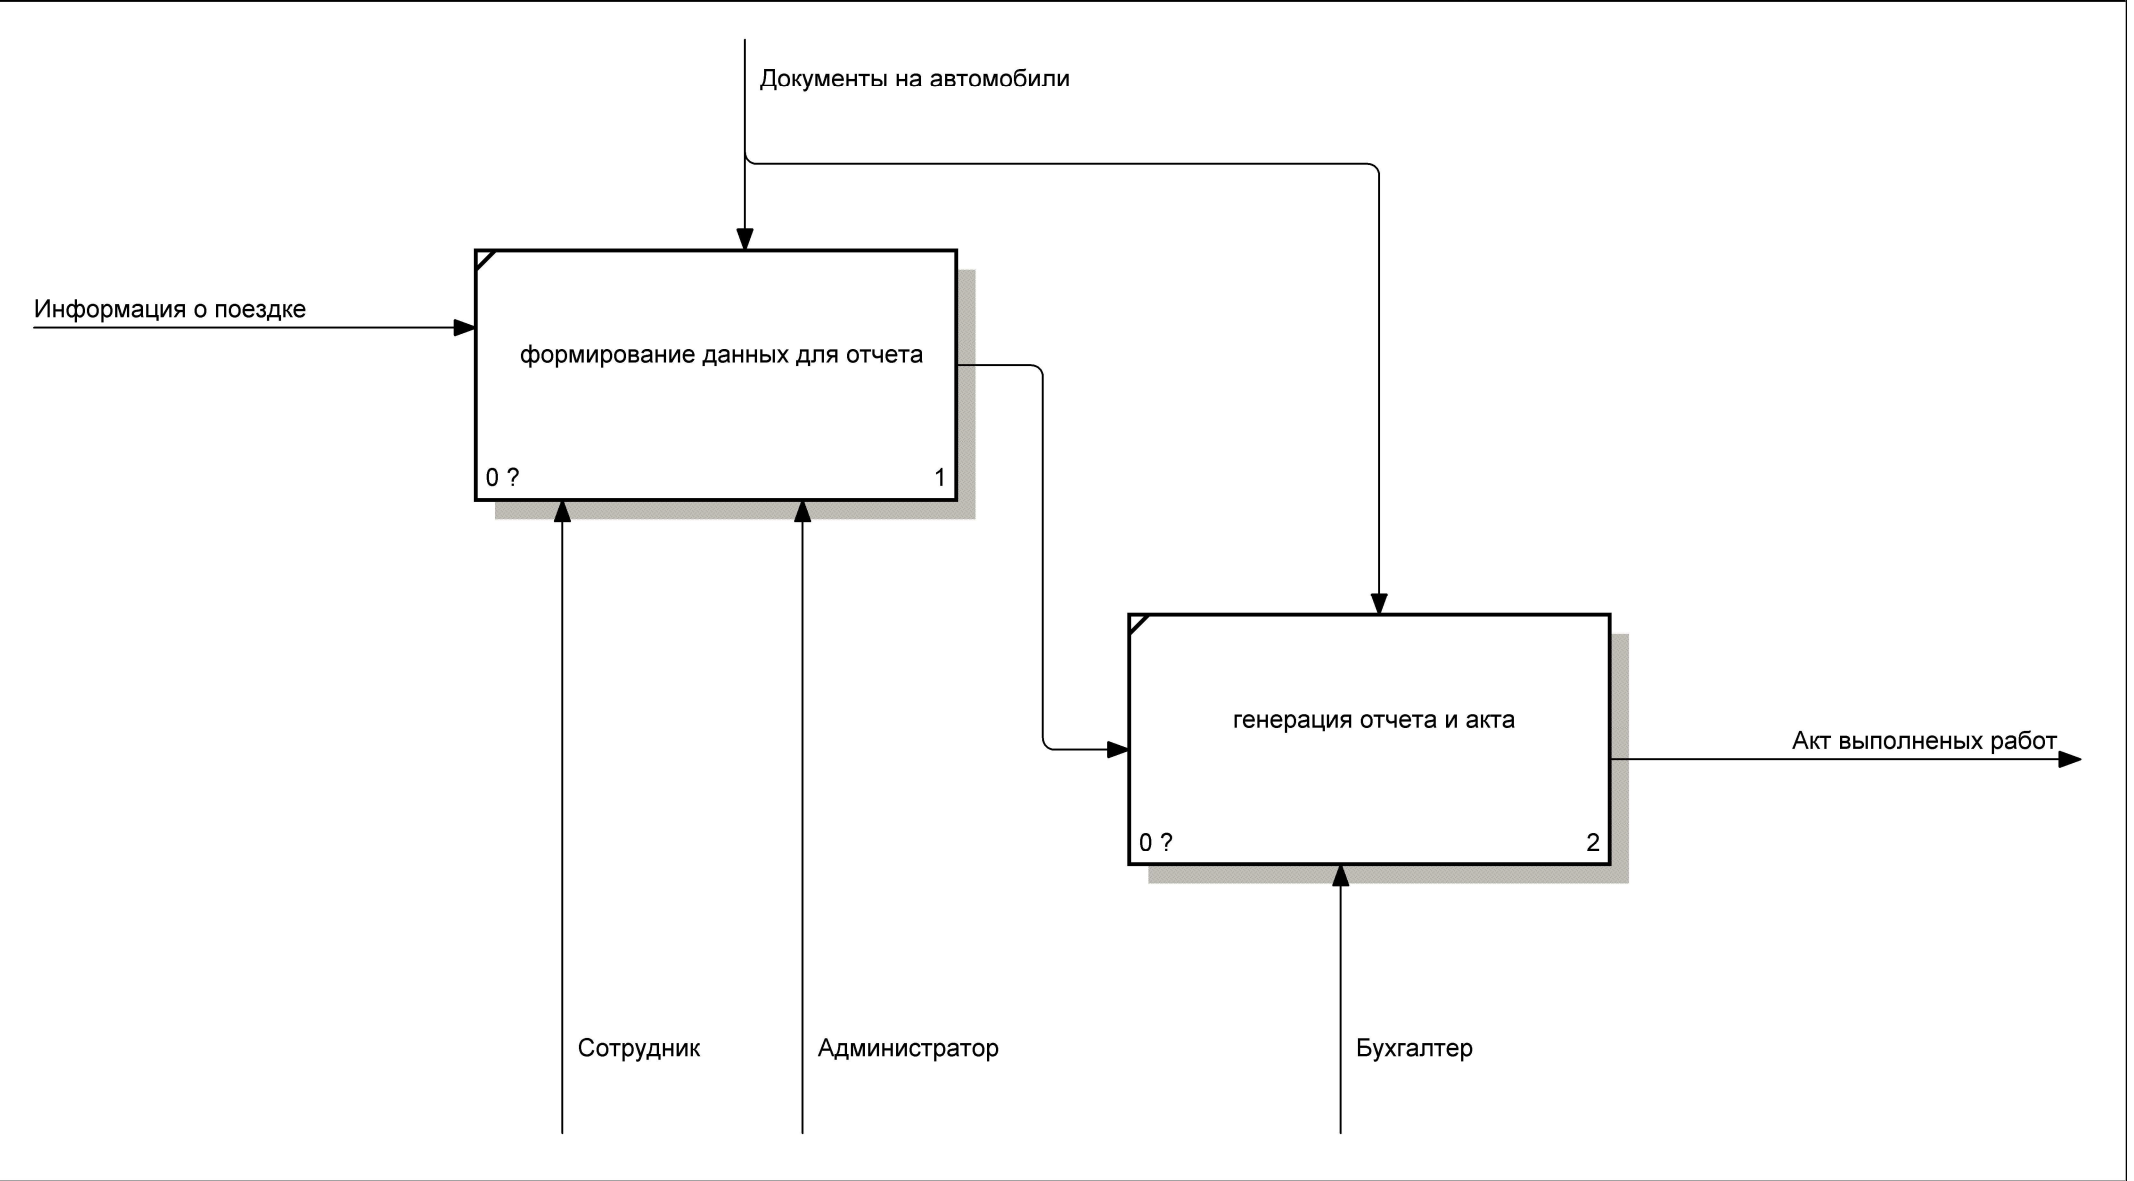 Документы на автомобили
Информация о поездке
формирование данных для отчета
0 ? 1
генерация отчета и акта
Акт выполненых работ
0 ? 2
Сотрудник
Администратор
Бухгалтер